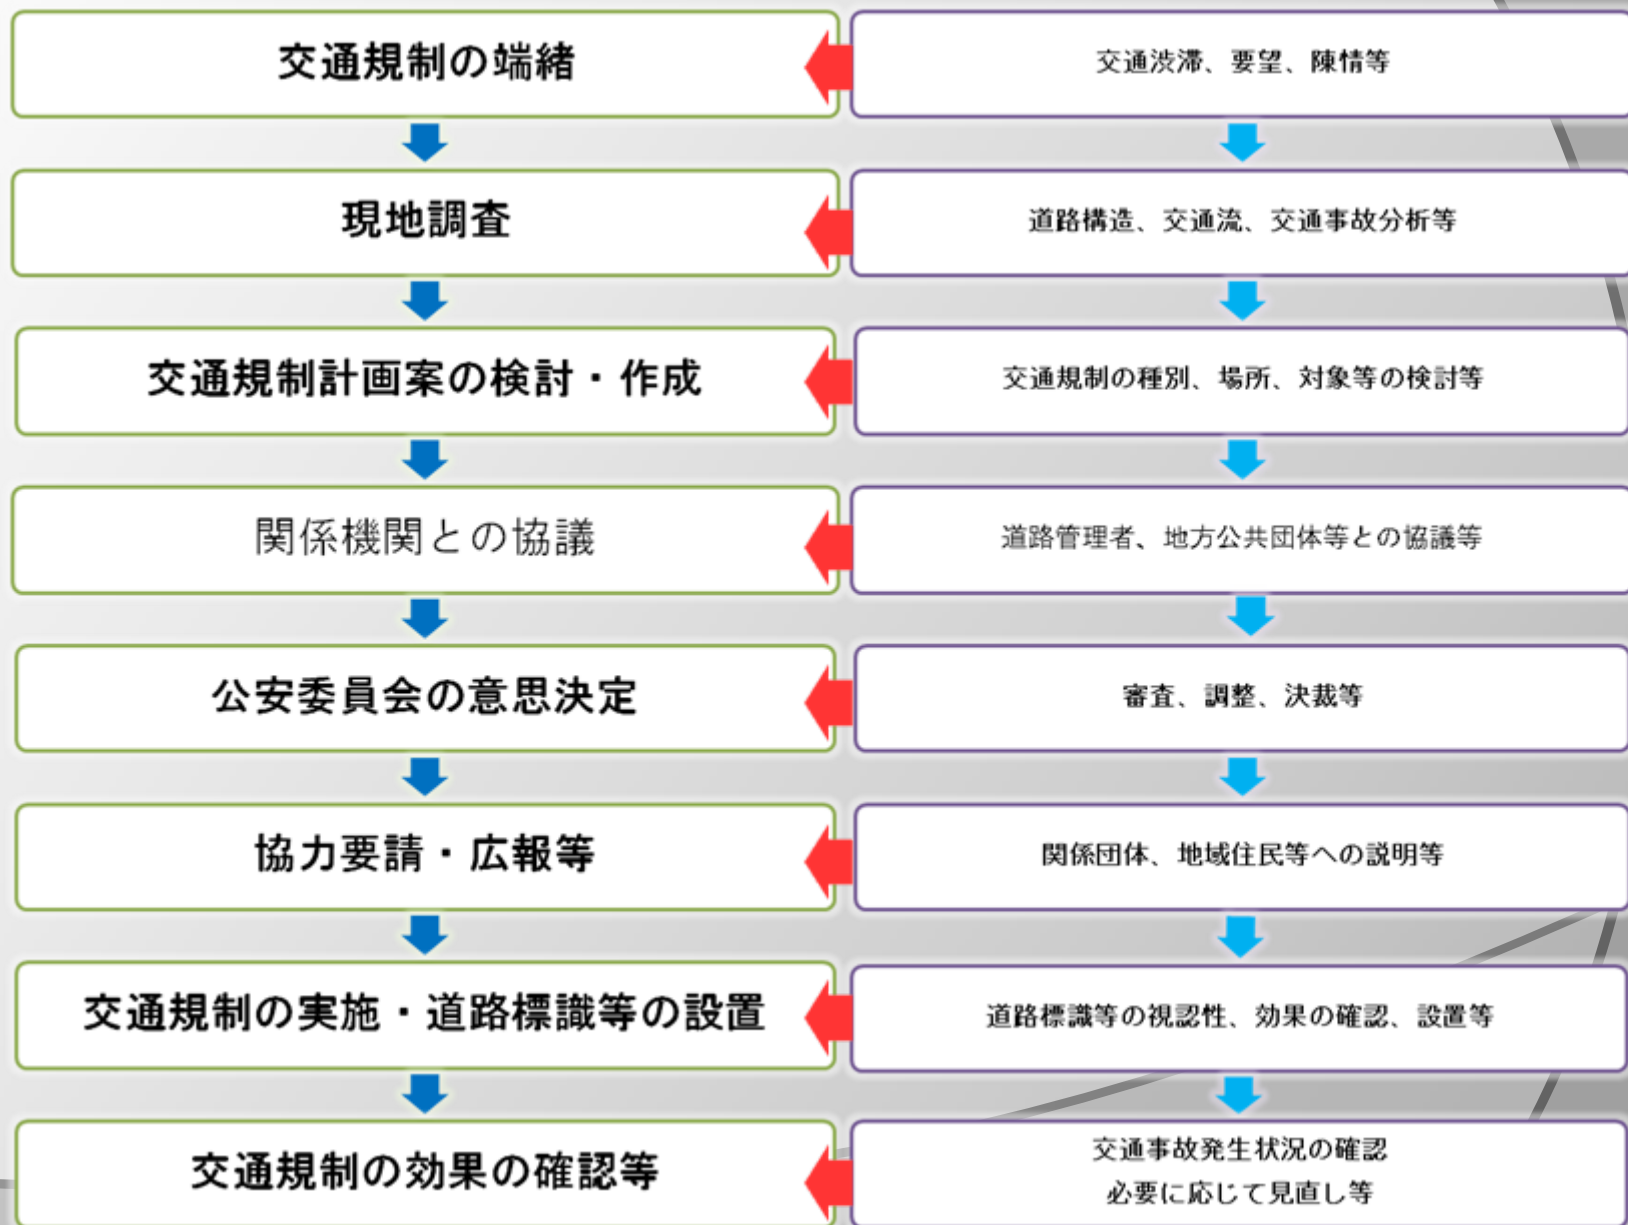 交通規制の端緒
交通渋滞、要望、陳情等
現地調査
道路構造、交通流、交通事故分析等
交通規制計画案の検討・作成
交通規制の種別、場所、対象等の検討等
関係機関との協議
道路管理者、地方公共団体等との協議等
公安委員会の意思決定
審査、調整、決裁等
協力要請・広報等
関係団体、地域住民等への説明等
交通規制の実施・道路標識等の設置
道路標識等の視認性、効果の確認、設置等
交通規制の効果の確認等
交通事故発生状況の確認
必要に応じて見直し等